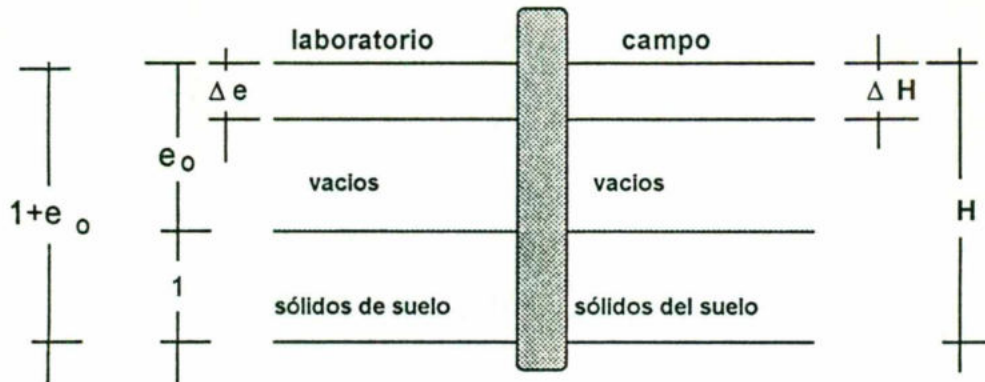 laboratorio campo
Δ e Δ H
e o
vacios vacios
1+e o H
1
sólidos de suelo sólidos del suelo